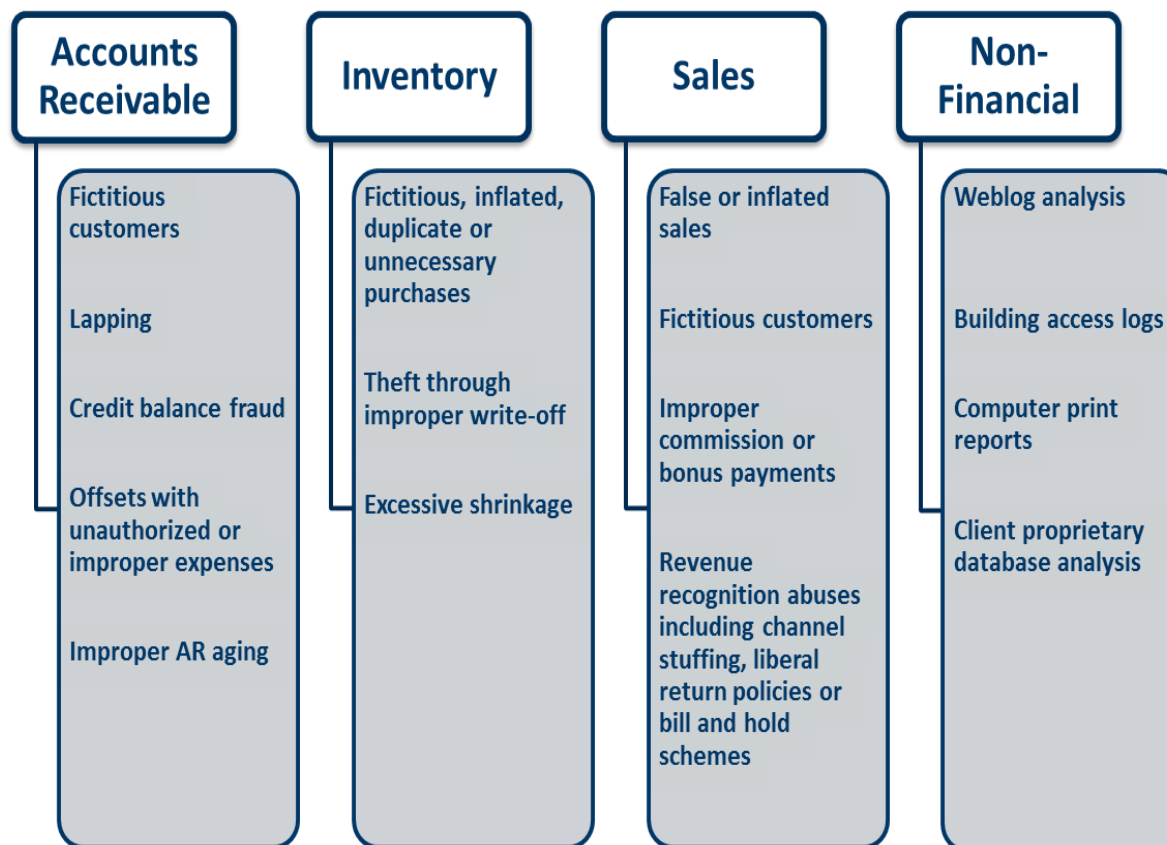 Accounts
Receivable
Fictitious
customers
Lapping
Credit balance fraud
Offsets with
unauthorized or
improper expenses
Improper AR aging
Inventory
Fictitious, inflated,
duplicate or
unnecessary
purchases
Theft through
improper write-off
Excessive shrinkage
Sales
False or inflated
sales
Fictitious customers
Improper
commission or
bonus payments
Revenue
recognition abuses
including channel
stuffing, liberal
return policies or
bill and hold
schemes
Non-
Financial
Weblog analysis
Building access logs
Computer print
reports
Client proprietary
database analysis